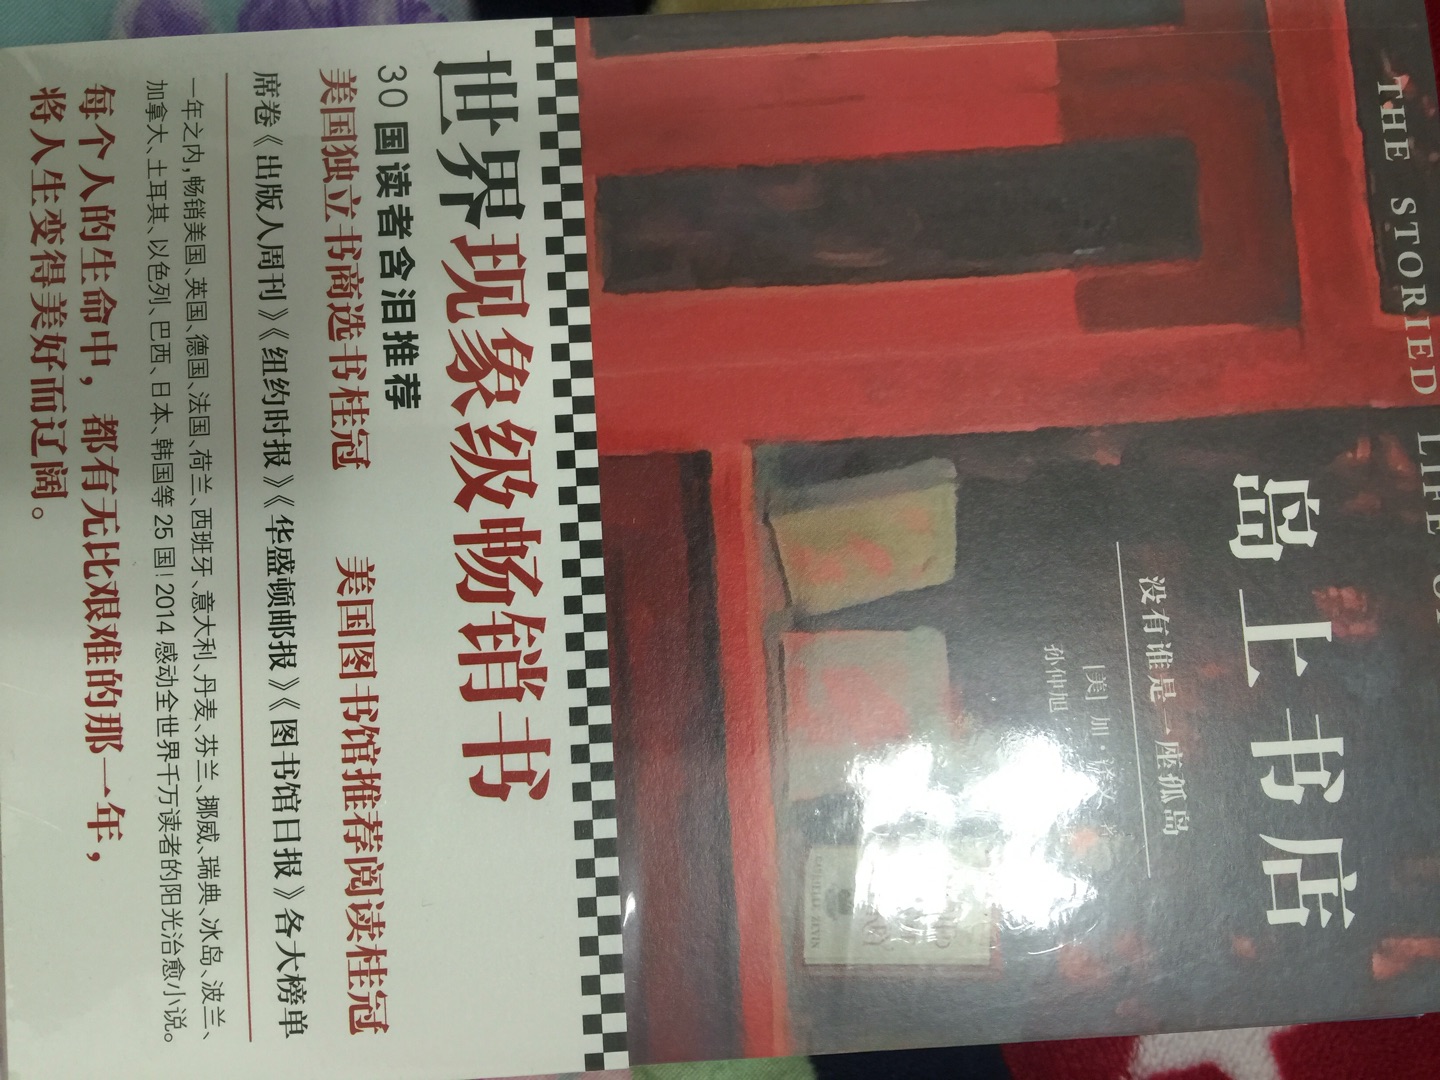 THE STORIED LIFE OF
岛上书店
没有谁是一座孤岛
[美] 加·
孙仲旭
GABRIELLE ZEVIN
世界现象级畅销书
30国读者含泪推荐
美国独立书商选书桂冠 美国图书馆推荐阅读桂冠
席卷《出版人周刊》《纽约时报》《华盛顿邮报》《图书馆日报》各大榜单
一年之内,畅销美国、英国、德国、法国、荷兰、西班牙、意大利、丹麦、芬兰、挪威、瑞典、冰岛、波兰、
加拿大、土耳其、以色列、巴西、日本、韩国等25国!2014感动全世界千万读者的阳光治愈小说。
每个人的生命中，都有无比艰难的那一年，
将人生变得美好而辽阔。